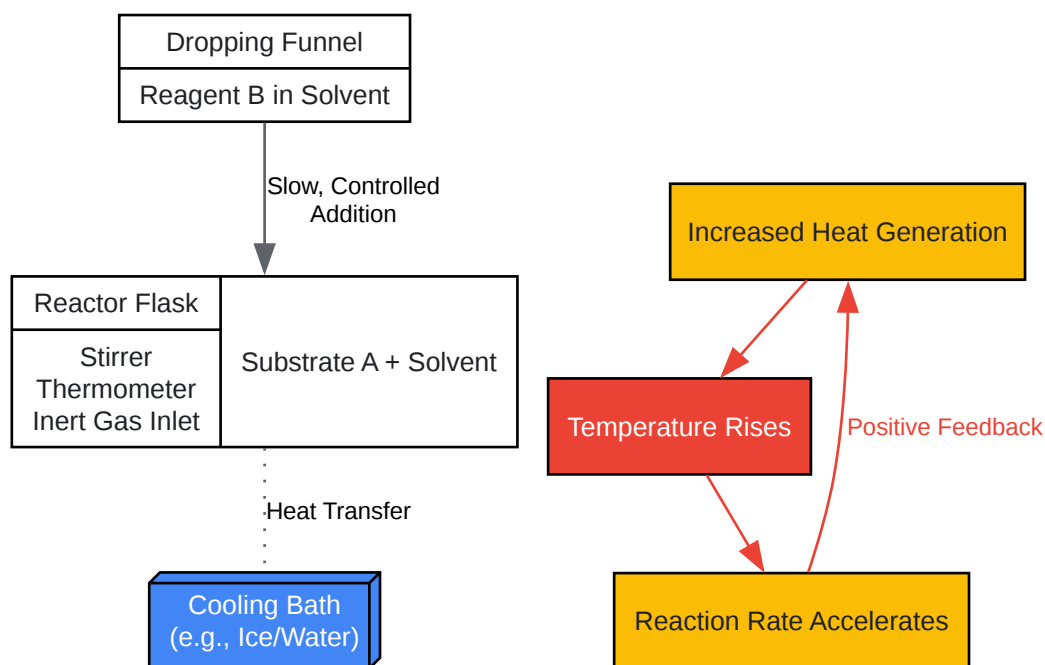 Dropping Funnel
Reagent B in Solvent
Slow, Controlled
Addition
Reactor Flask
Stirrer
Thermometer
Inert Gas Inlet
Substrate A + Solvent
Heat Transfer
Cooling Bath
(e.g., Ice/Water)
Increased Heat Generation
Temperature Rises
Positive Feedback
Reaction Rate Accelerates